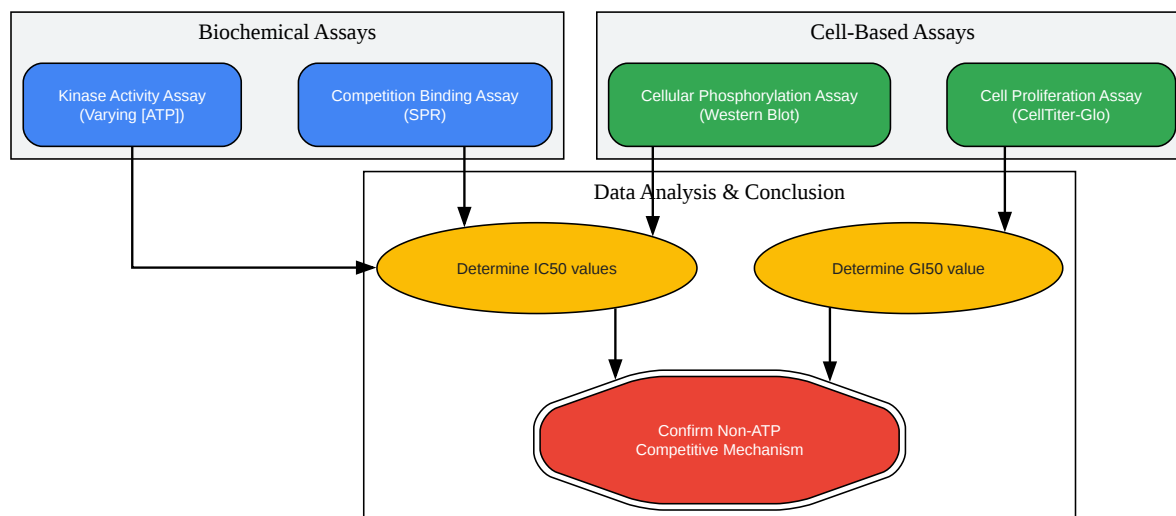 Biochemical Assays
Cell-Based Assays
Kinase Activity Assay
(Varying [ATP])
Competition Binding Assay
(SPR)
Cellular Phosphorylation Assay
(Western Blot)
Cell Proliferation Assay
(CellTiter-Glo)
Data Analysis & Conclusion
Determine IC50 values
Determine GI50 value
Confirm Non-ATP
Competitive Mechanism